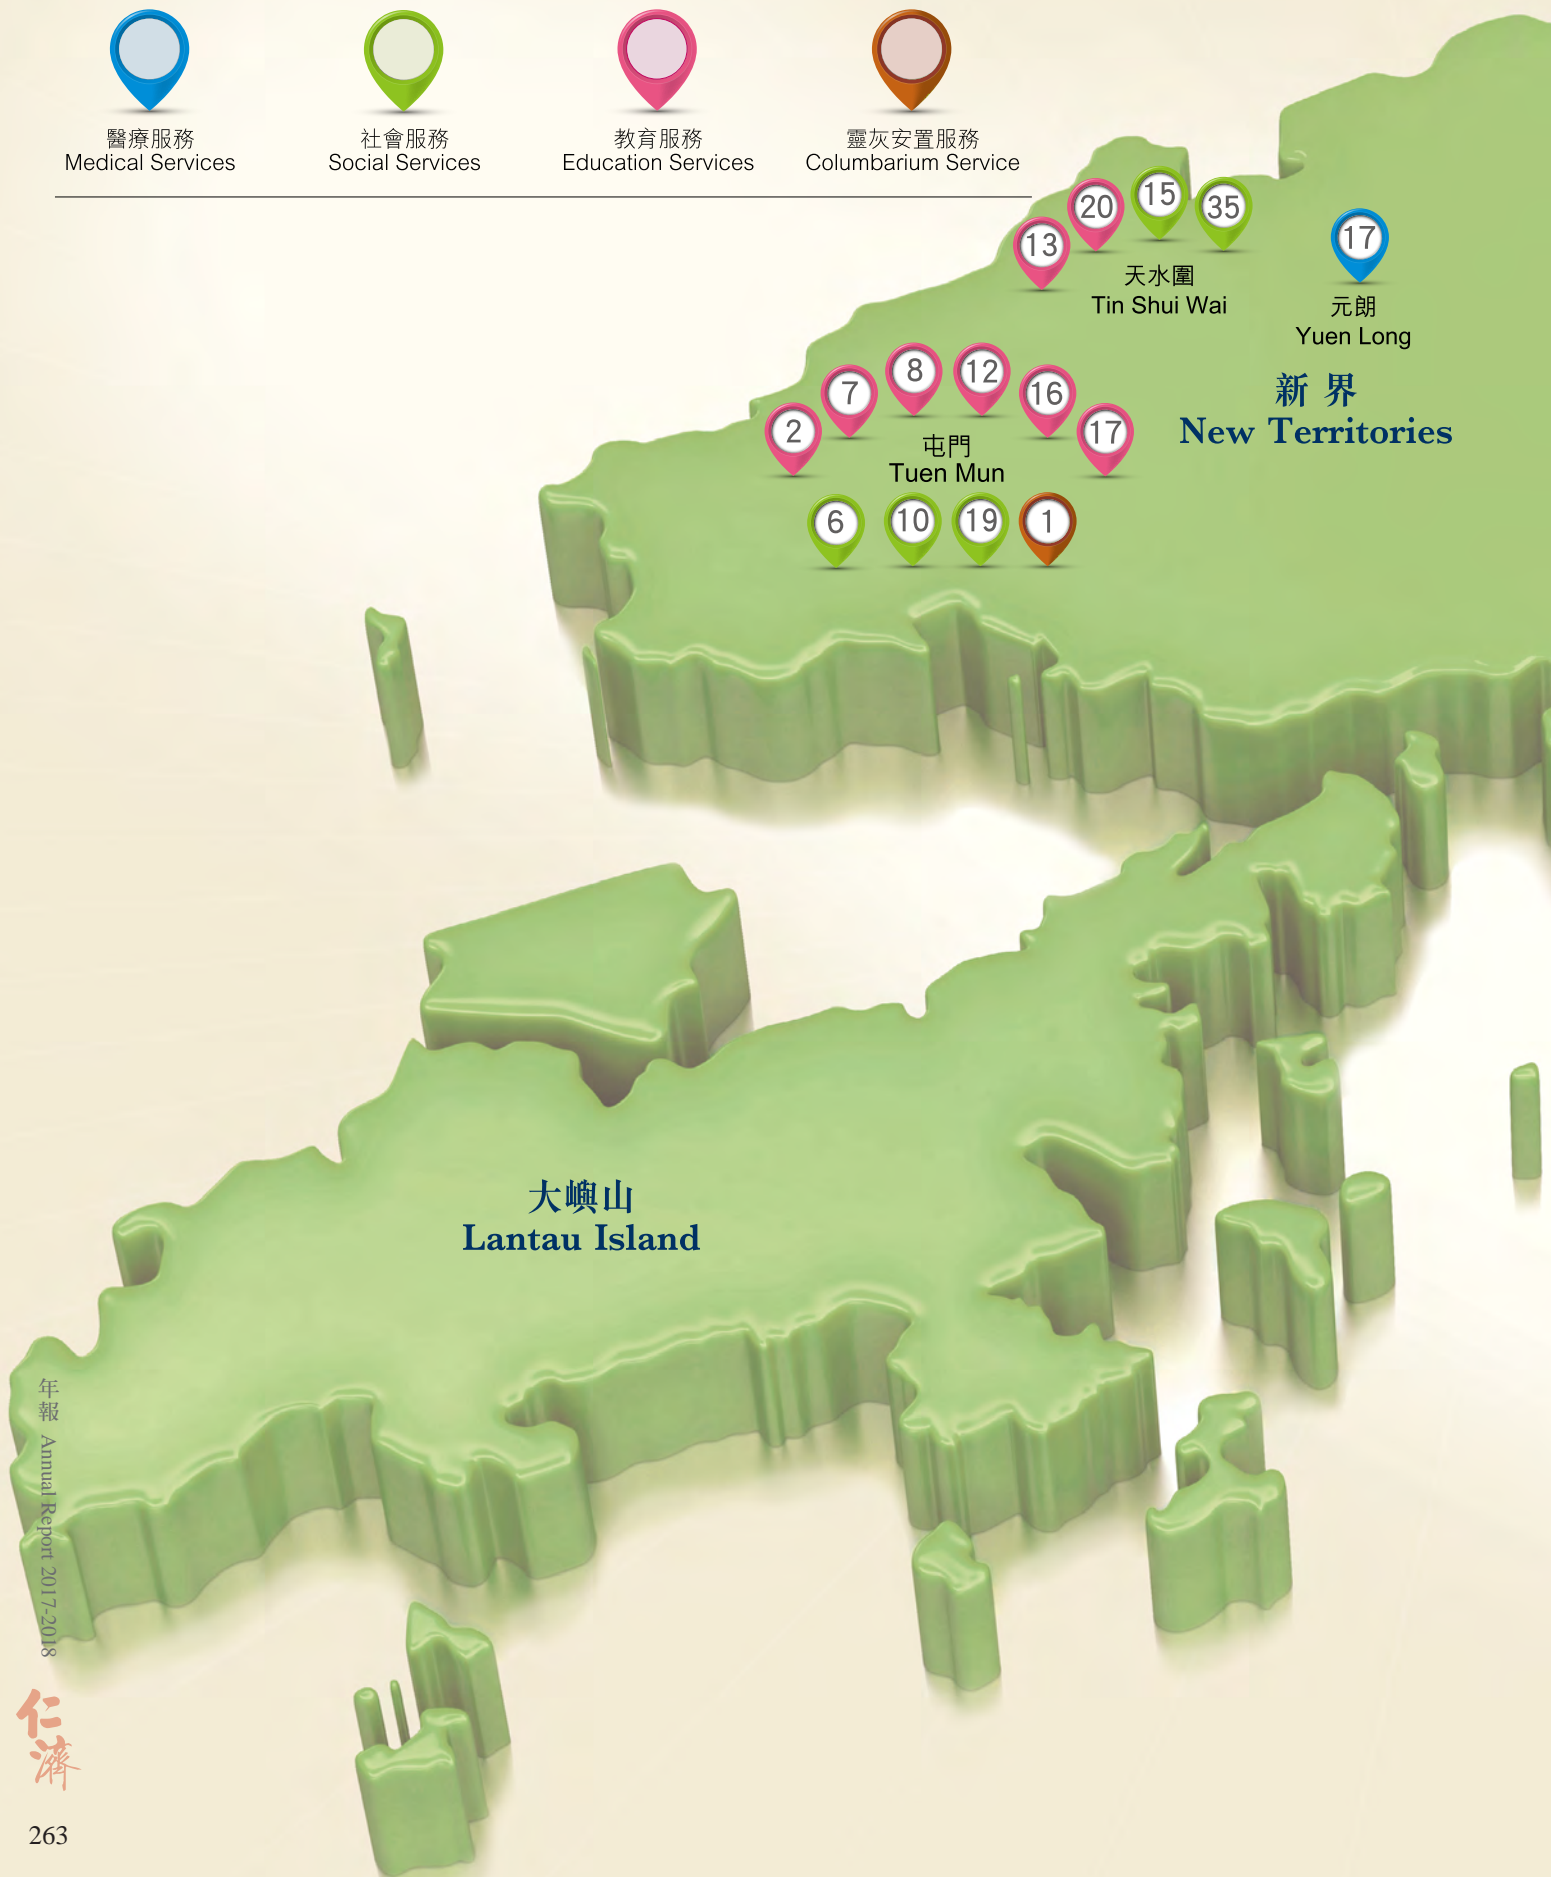 醫療服務
Medical Services
社會服務
Social Services
教育服務
Education Services
靈灰安置服務
Columbarium Service
13
20
15
35
天水圍
Tin Shui Wai
17
元朗
Yuen Long
新界
New Territories
2
7
8
12
16
17
屯門
Tuen Mun
6
10
19
1
大嶼山
Lantau Island
年報 Annual Report 2017-2018
仁濟
263